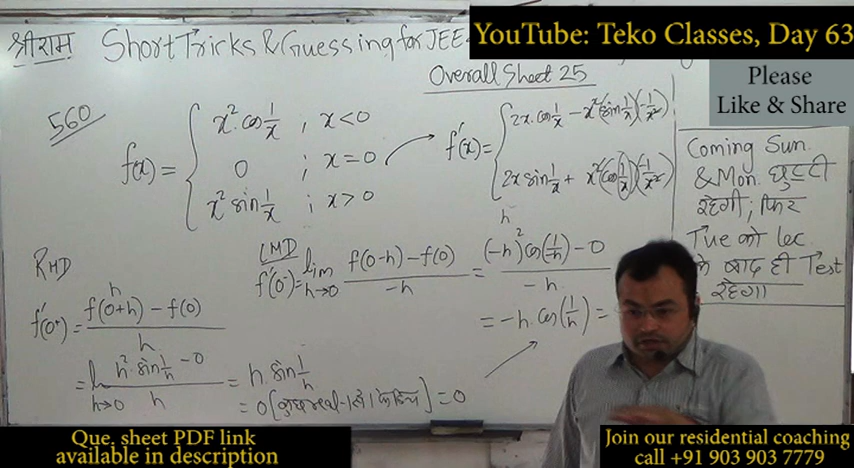 श्रीराम Short Tricks & Guessing for JEE
YouTube: Teko Classes, Day 63
Please
Like & Share
Overall Sheet 25
560
f(x) = { x² cos 1/x , x<0
0 ; x=0
x² sin 1/x ; x>0
f'(x) = { 2x.cos 1/x − x²(sin 1/x)(−1/x²)
2x sin 1/x + x²(cos 1/x)(−1/x²)
h
Coming Sun.
& Mon. छुट्टी
रहेगी; फिर
Tue को lec.
के बाद ही Test
रहेगा।
RHD
f'(0⁺) = f(0+h) − f(0) / h
h
= h² sin 1/h − 0 / h = h. sin 1/h
h→0
= 0 [ ] = 0
LHD
f'(0⁻) = lim h→0 f(0-h) − f(0) / −h = (−h)² cos(1/h) − 0 / −h
= −h. cos(1/h) =
Que. sheet PDF link
available in description
Join our residential coaching
call +91 903 903 7779